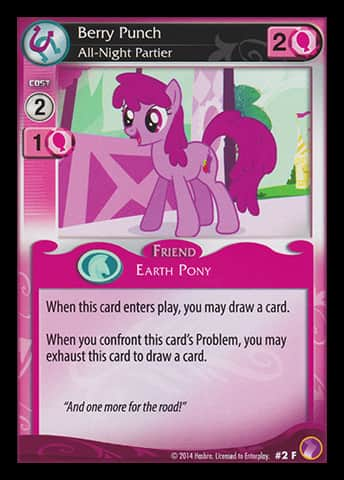 Berry Punch
All-Night Partier
2
COST
2
1
FRIEND
EARTH PONY
When this card enters play, you may draw a card.
When you confront this card's Problem, you may
exhaust this card to draw a card.
"And one more for the road!"
© 2014 Hasbro. Licensed to Enterplay. #2 F